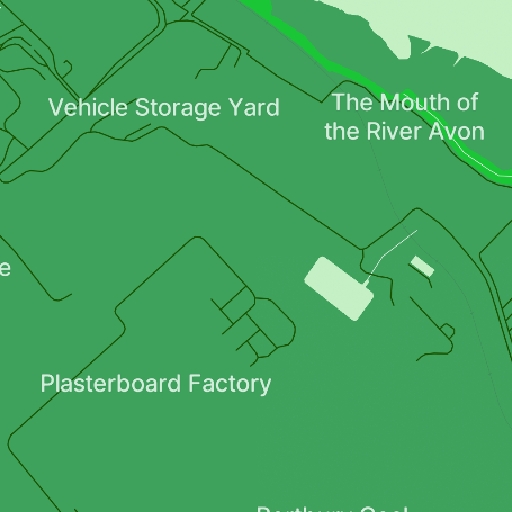 Vehicle Storage Yard
The Mouth of
the River Avon
e
Plasterboard Factory